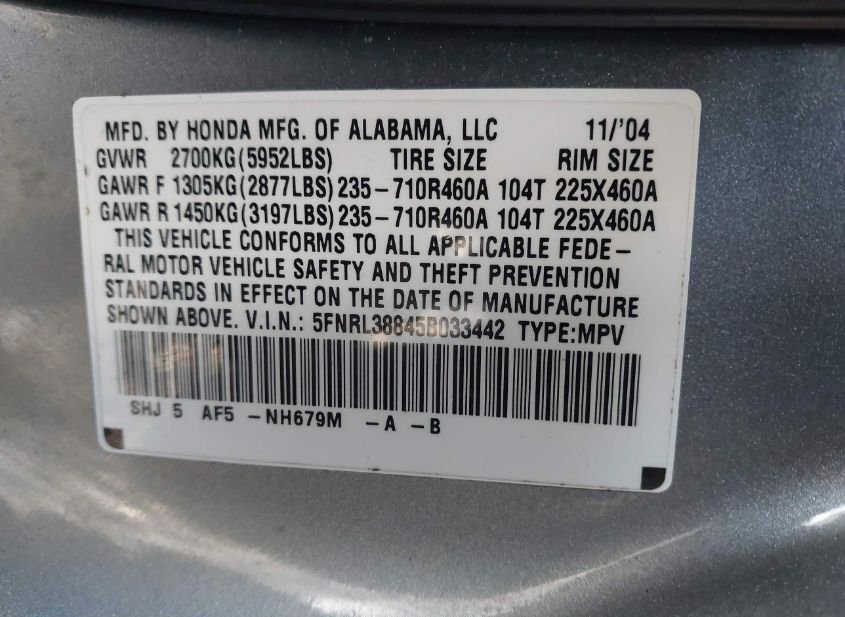 MFD. BY HONDA MFG. OF ALABAMA, LLC 11/'04
GVWR 2700KG(5952LBS) TIRE SIZE RIM SIZE
GAWR F 1305KG(2877LBS) 235-710R460A 104T 225X460A
GAWR R 1450KG(3197LBS) 235-710R460A 104T 225X460A
THIS VEHICLE CONFORMS TO ALL APPLICABLE FEDE-
RAL MOTOR VEHICLE SAFETY AND THEFT PREVENTION
STANDARDS IN EFFECT ON THE DATE OF MANUFACTURE
SHOWN ABOVE. V.I.N.: 5FNRL38845B033442 TYPE:MPV
SHJ 5 AF5 -NH679M -A -B